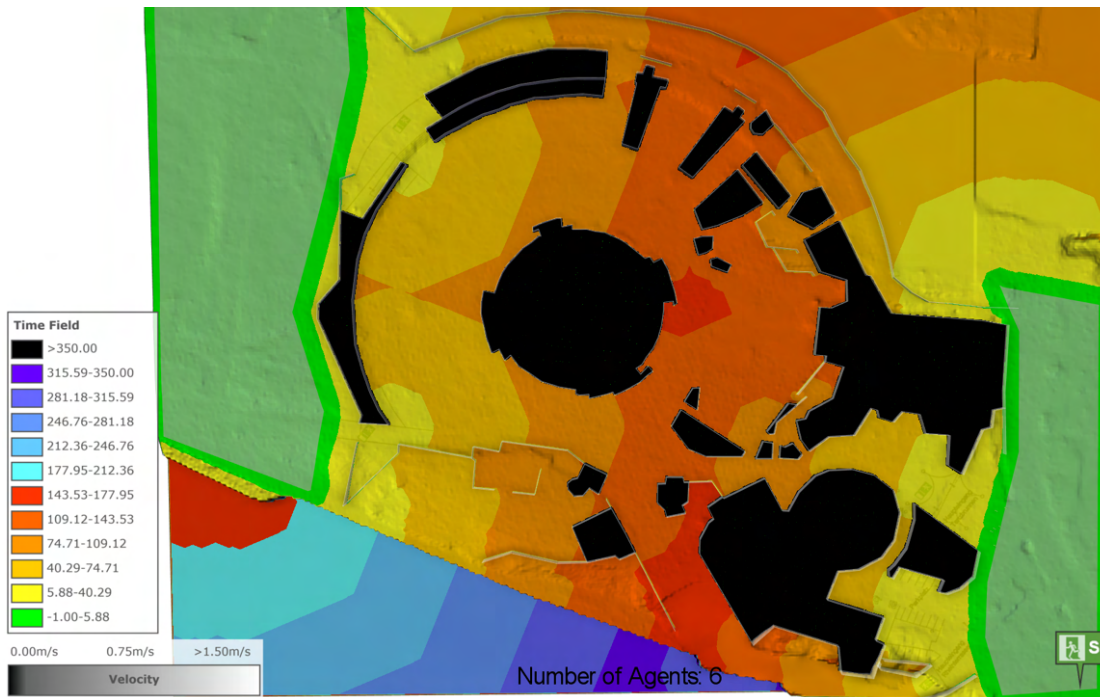 Time Field
>350.00
315.59-350.00
281.18-315.59
246.76-281.18
212.36-246.76
177.95-212.36
143.53-177.95
109.12-143.53
74.71-109.12
40.29-74.71
5.88-40.29
-1.00-5.88
0.00m/s 0.75m/s >1.50m/s
Velocity
Number of Agents: 6
S